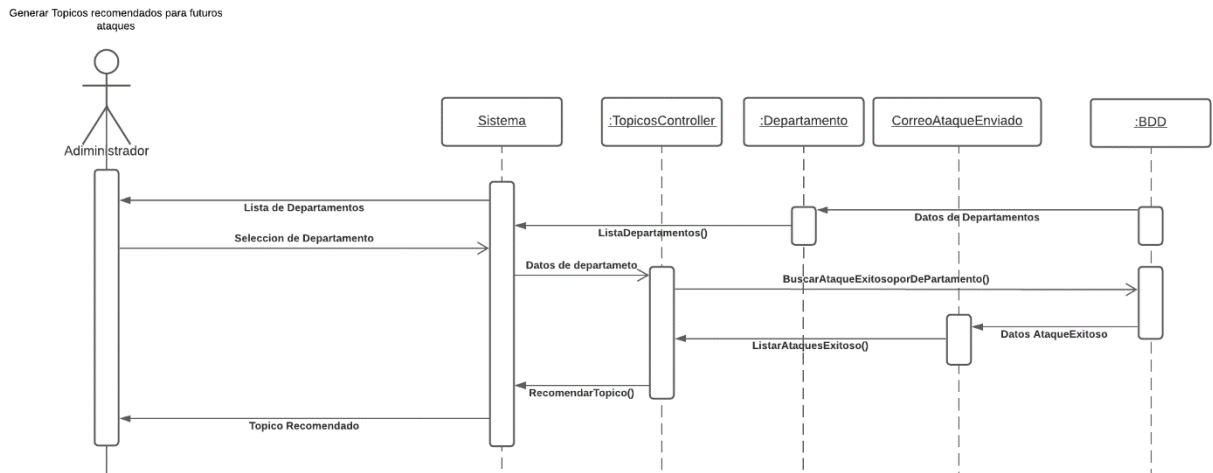 Generar Topicos recomendados para futuros
ataques
Adiministrador
Sistema
:TopicosController
:Departamento
CorreoAtaqueEnviado
:BDD
Lista de Departamentos
Datos de Departamentos
ListaDepartamentos()
Seleccion de Departamento
Datos de departameto
BuscarAtaqueExitosoporDePartamento()
Datos AtaqueExitoso
ListarAtaquesExitoso()
RecomendarTopico()
Topico Recomendado